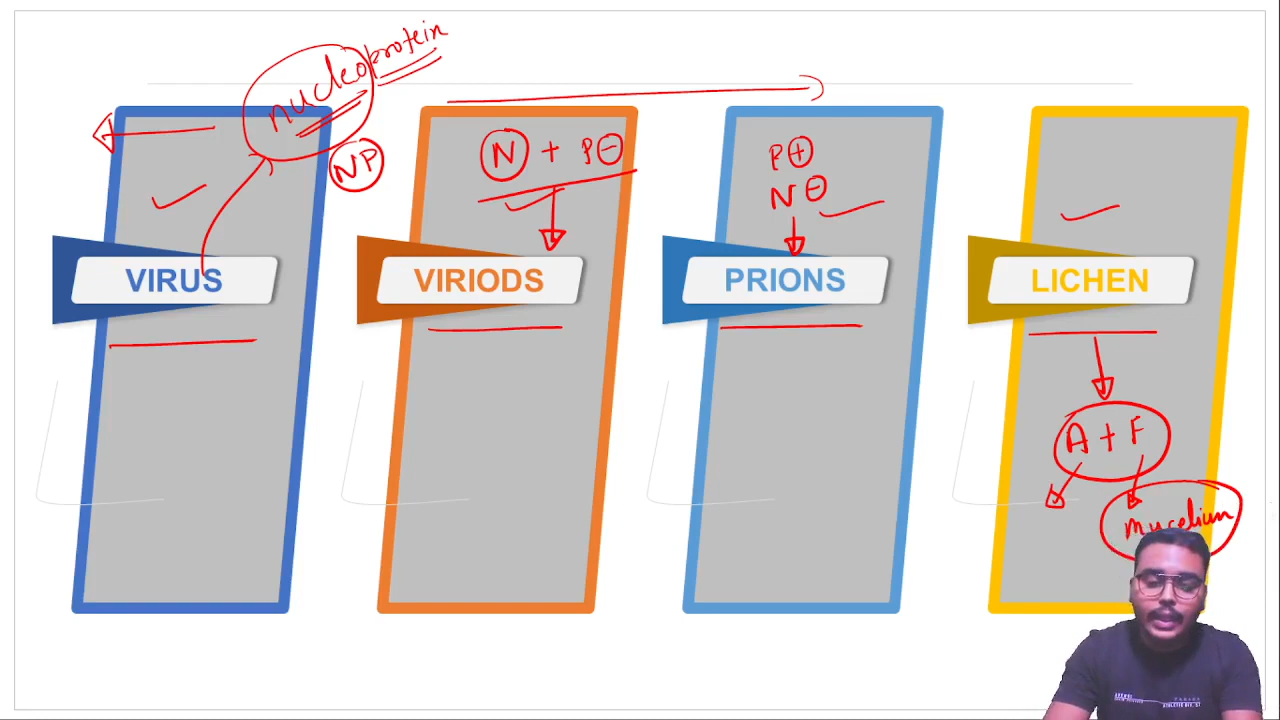 nucleoprotein
NP
N + P⊖
P⊕
N⊖
VIRUS
VIRIODS
PRIONS
LICHEN
A + F
mycelium